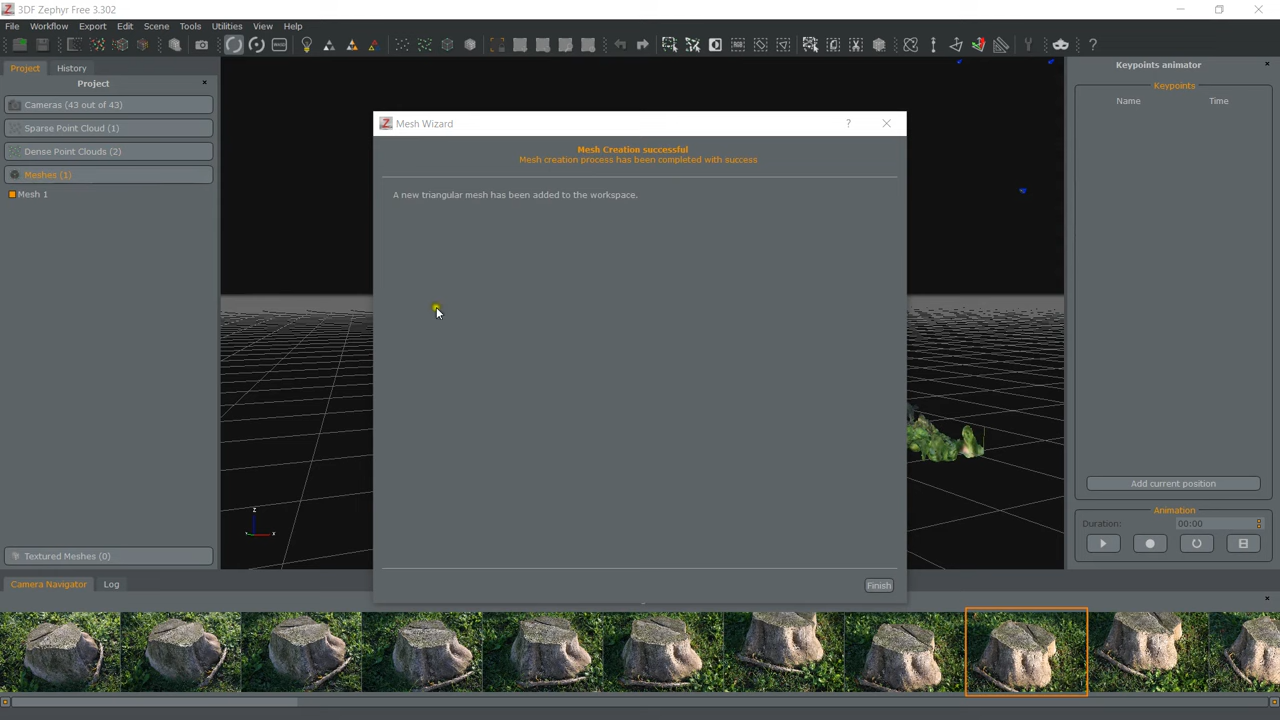 3DF Zephyr Free 3.302
File Workflow Export Edit Scene Tools Utilities View Help
Project History
Project
Cameras (43 out of 43)
Sparse Point Cloud (1)
Dense Point Clouds (2)
Meshes (1)
Mesh 1
Textured Meshes (0)
Mesh Wizard
Mesh Creation successful
Mesh creation process has been completed with success
A new triangular mesh has been added to the workspace.
Finish
z
x
Keypoints animator
Keypoints
Name Time
Add current position
Animation
Duration: 00:00
Camera Navigator Log